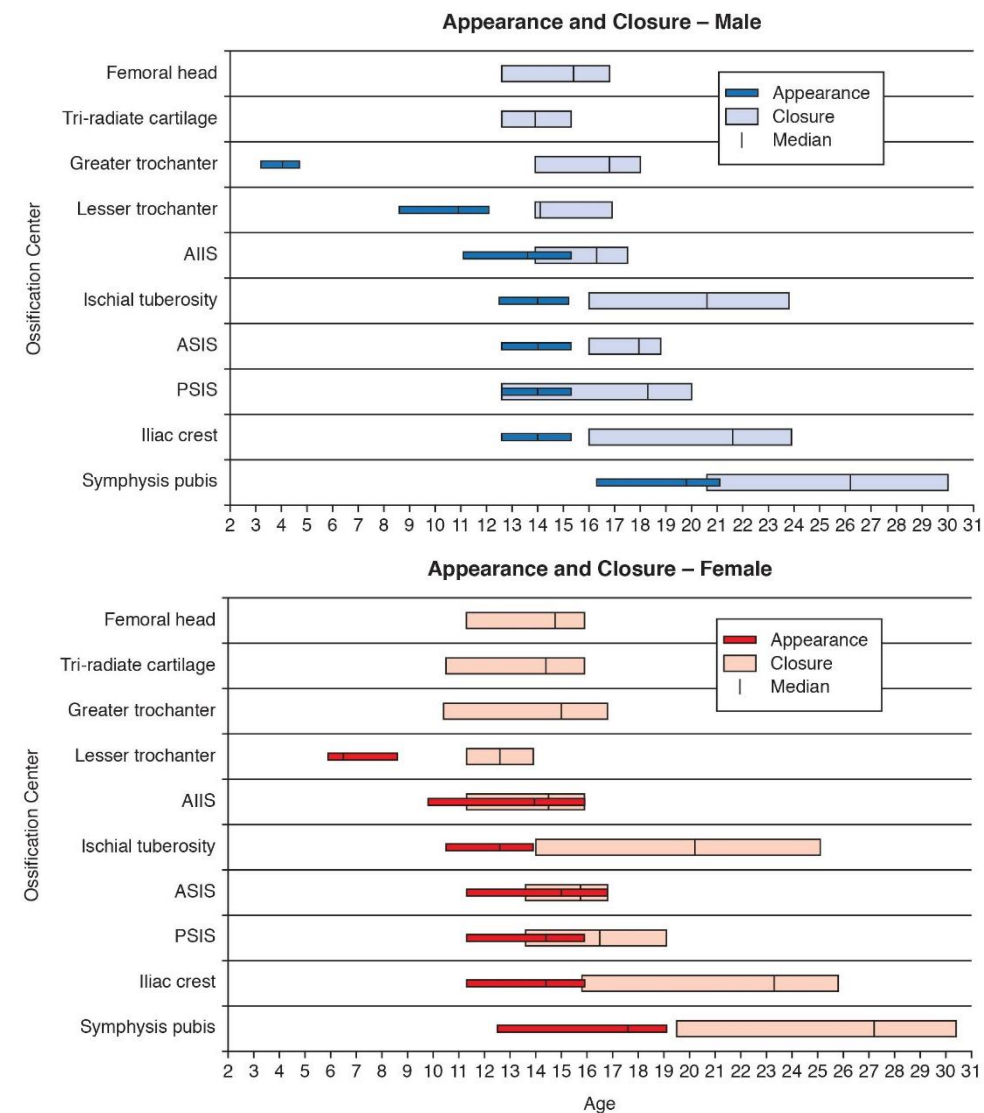 Appearance and Closure – Male
Femoral head
Tri-radiate cartilage
Greater trochanter
Lesser trochanter
AIIS
Ischial tuberosity
ASIS
PSIS
Iliac crest
Symphysis pubis
Ossification Center
Appearance
Closure
Median
2 3 4 5 6 7 8 9 10 11 12 13 14 15 16 17 18 19 20 21 22 23 24 25 26 27 28 29 30 31
Appearance and Closure – Female
Femoral head
Tri-radiate cartilage
Greater trochanter
Lesser trochanter
AIIS
Ischial tuberosity
ASIS
PSIS
Iliac crest
Symphysis pubis
Ossification Center
Appearance
Closure
Median
2 3 4 5 6 7 8 9 10 11 12 13 14 15 16 17 18 19 20 21 22 23 24 25 26 27 28 29 30 31
Age